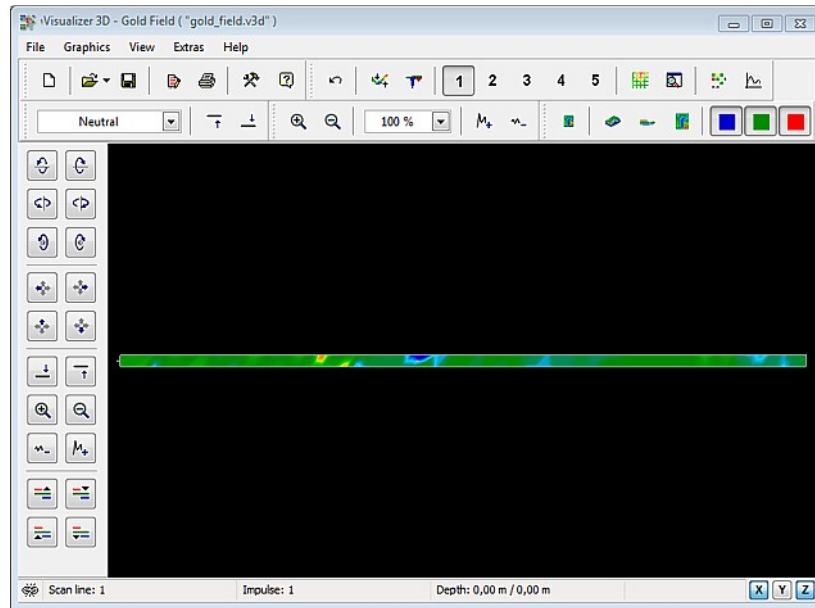 Visualizer 3D - Gold Field ( "gold_field.v3d" )
File Graphics View Extras Help
1 2 3 4 5
Neutral 100 %
Scan line: 1 Impulse: 1 Depth: 0,00 m / 0,00 m X Y Z